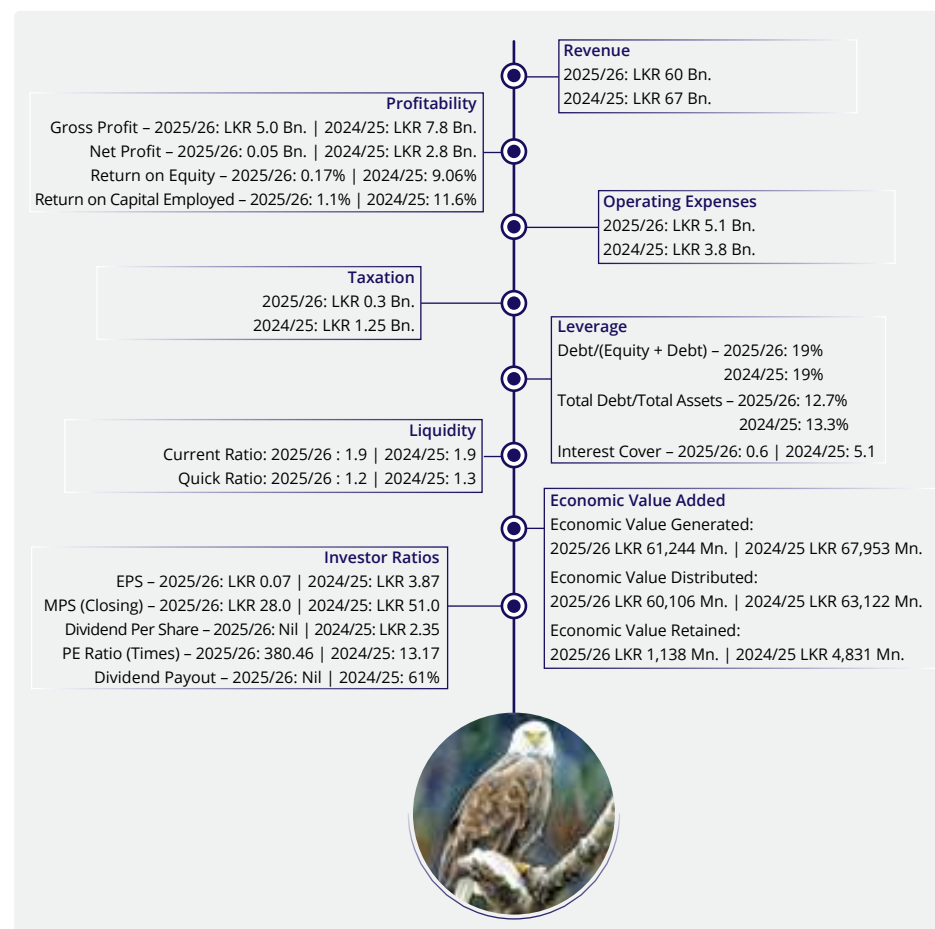 Revenue
2025/26: LKR 60 Bn.
2024/25: LKR 67 Bn.
Profitability
Gross Profit – 2025/26: LKR 5.0 Bn. | 2024/25: LKR 7.8 Bn.
Net Profit – 2025/26: 0.05 Bn. | 2024/25: LKR 2.8 Bn.
Return on Equity – 2025/26: 0.17% | 2024/25: 9.06%
Return on Capital Employed – 2025/26: 1.1% | 2024/25: 11.6%
Operating Expenses
2025/26: LKR 5.1 Bn.
2024/25: LKR 3.8 Bn.
Taxation
2025/26: LKR 0.3 Bn.
2024/25: LKR 1.25 Bn.
Leverage
Debt/(Equity + Debt) – 2025/26: 19%
2024/25: 19%
Total Debt/Total Assets – 2025/26: 12.7%
2024/25: 13.3%
Interest Cover – 2025/26: 0.6 | 2024/25: 5.1
Liquidity
Current Ratio: 2025/26 : 1.9 | 2024/25: 1.9
Quick Ratio: 2025/26 : 1.2 | 2024/25: 1.3
Economic Value Added
Economic Value Generated:
2025/26 LKR 61,244 Mn. | 2024/25 LKR 67,953 Mn.
Economic Value Distributed:
2025/26 LKR 60,106 Mn. | 2024/25 LKR 63,122 Mn.
Economic Value Retained:
2025/26 LKR 1,138 Mn. | 2024/25 LKR 4,831 Mn.
Investor Ratios
EPS – 2025/26: LKR 0.07 | 2024/25: LKR 3.87
MPS (Closing) – 2025/26: LKR 28.0 | 2024/25: LKR 51.0
Dividend Per Share – 2025/26: Nil | 2024/25: LKR 2.35
PE Ratio (Times) – 2025/26: 380.46 | 2024/25: 13.17
Dividend Payout – 2025/26: Nil | 2024/25: 61%